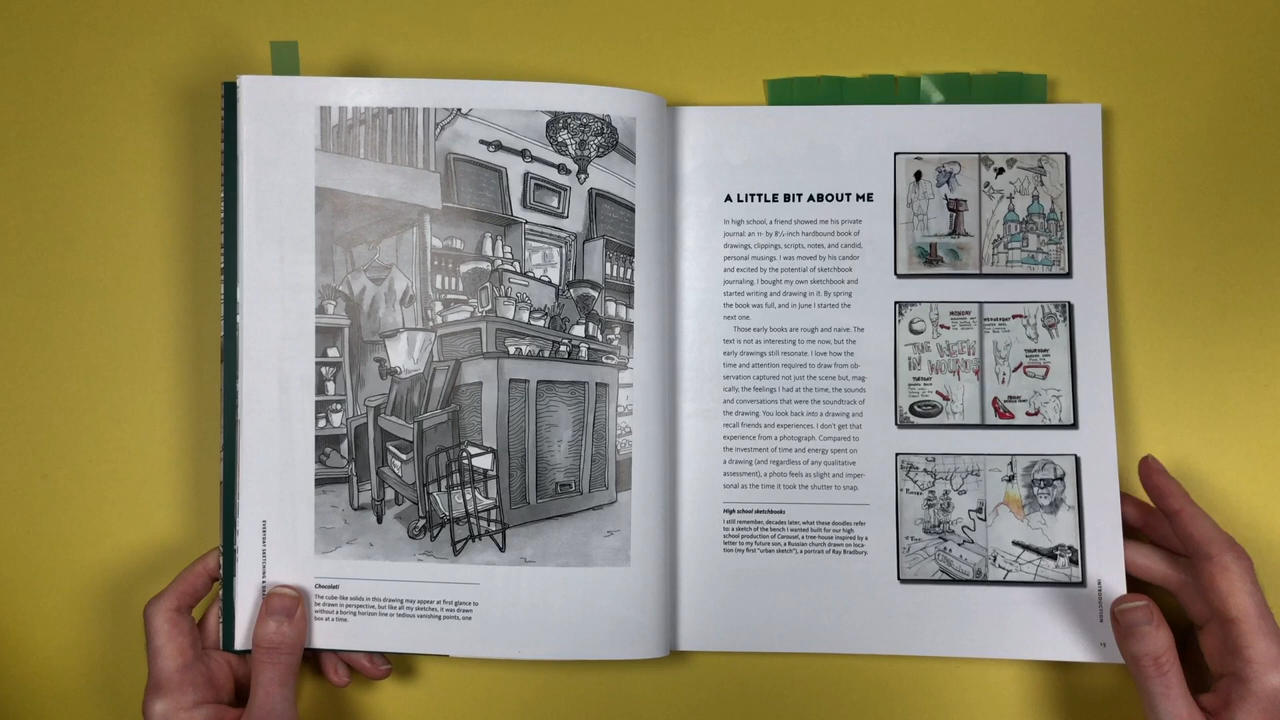 Chocolati
The cube-like solids in this drawing may appear at first glance to
be drawn in perspective, but like all my sketches, it was drawn
without a boring horizon line or tedious vanishing points, one
box at a time.
EVERYDAY SKETCHING &
A LITTLE BIT ABOUT ME
In high school, a friend showed me his private
journal: an 11- by 8½-inch hardbound book of
drawings, clippings, scripts, notes, and candid,
personal musings. I was moved by his candor
and excited by the potential of sketchbook
journaling. I bought my own sketchbook and
started writing and drawing in it. By spring
the book was full, and in June I started the
next one.
Those early books are rough and naive. The
text is not as interesting to me now, but the
early drawings still resonate. I love how the
time and attention required to draw from ob-
servation captured not just the scene but, mag-
ically, the feelings I had at the time, the sounds
and conversations that were the soundtrack of
the drawing. You look back into a drawing and
recall friends and experiences. I don't get that
experience from a photograph. Compared to
the investment of time and energy spent on
a drawing (and regardless of any qualitative
assessment), a photo feels as slight and imper-
sonal as the time it took the shutter to snap.
High school sketchbooks
I still remember, decades later, what these doodles refer
to: a sketch of the bench I wanted built for our high
school production of Carousel, a tree-house inspired by a
letter to my future son, a Russian church drawn on loca-
tion (my first "urban sketch"), a portrait of Ray Bradbury.
MONDAY
WEDNESDAY
THE WEEK
IN WOUNDS
THURSDAY
TUESDAY
FRIDAY
INTRODUCTION
13